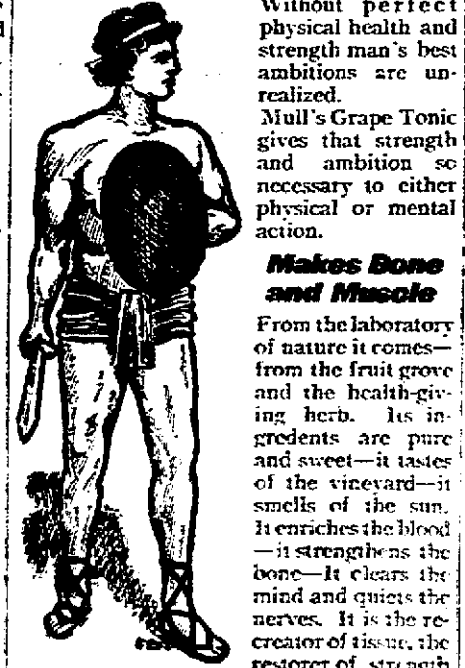 Without perfect
physical health and
strength man's best
ambitions are un-
realized.
Mull's Grape Tonic
gives that strength
and ambition so
necessary to either
physical or mental
action.
Makes Bone
and Muscle
From the laboratory
of nature it comes—
from the fruit grove
and the health-giv-
ing herb. Its in-
gredents are pure
and sweet—it tastes
of the vineyard—it
smells of the sun.
It enriches the blood
—it strengthens the
bone—It clears the
mind and quiets the
nerves. It is the re-
creator of tissue, the
restorer of strength